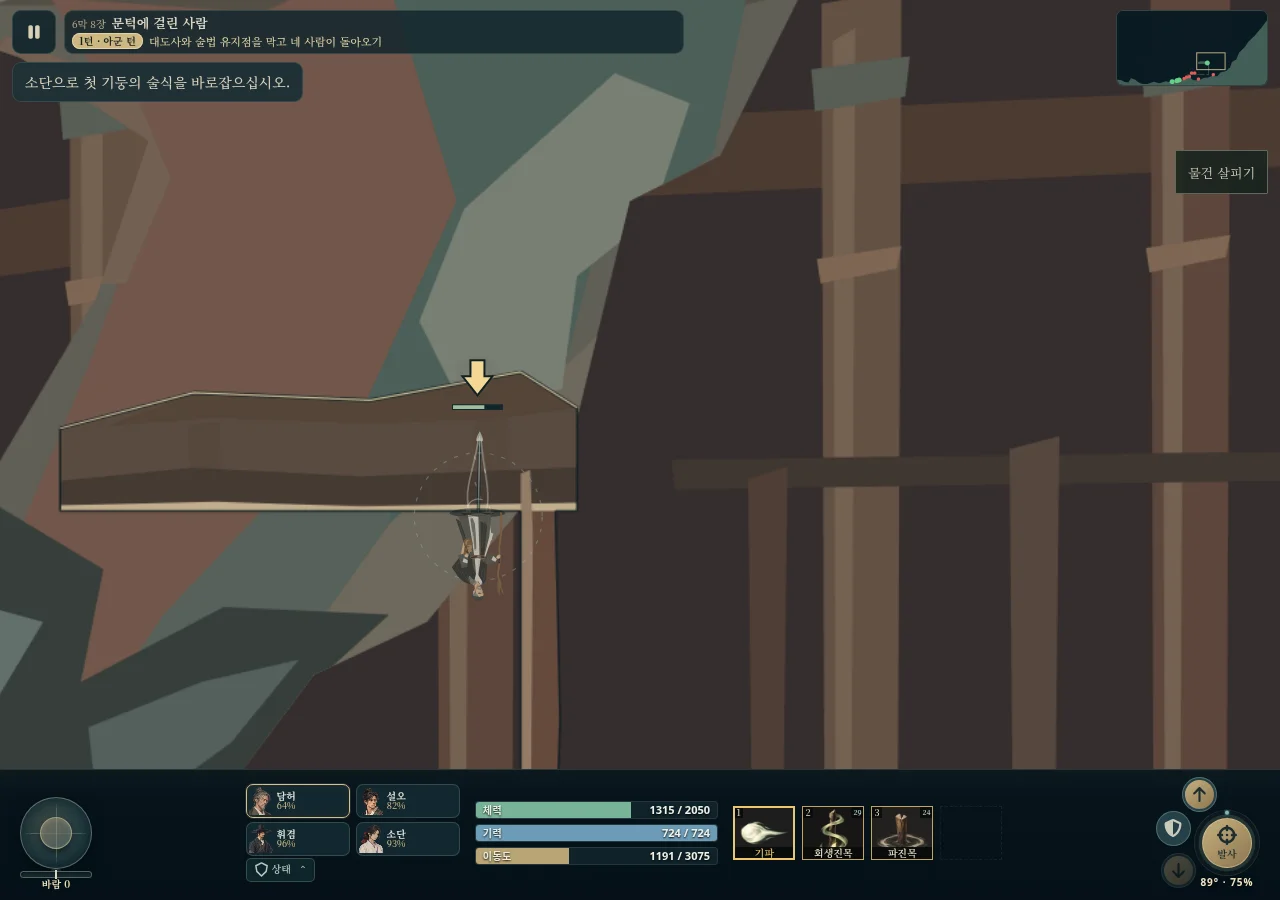 6막 8장 문턱에 걸린 사람
1턴 · 아군 턴 대도사와 술법 유지점을 막고 네 사람이 돌아오기
소단으로 첫 기둥의 술식을 바로잡으십시오.
물건 살피기
담허
64%
설오
82%
휘겸
96%
소단
93%
상태
체력 1315 / 2050
기력 724 / 724
이동도 1191 / 3075
1
기파
2 29
회생진목
3 24
파진목
바람 0
발사
89° · 75%